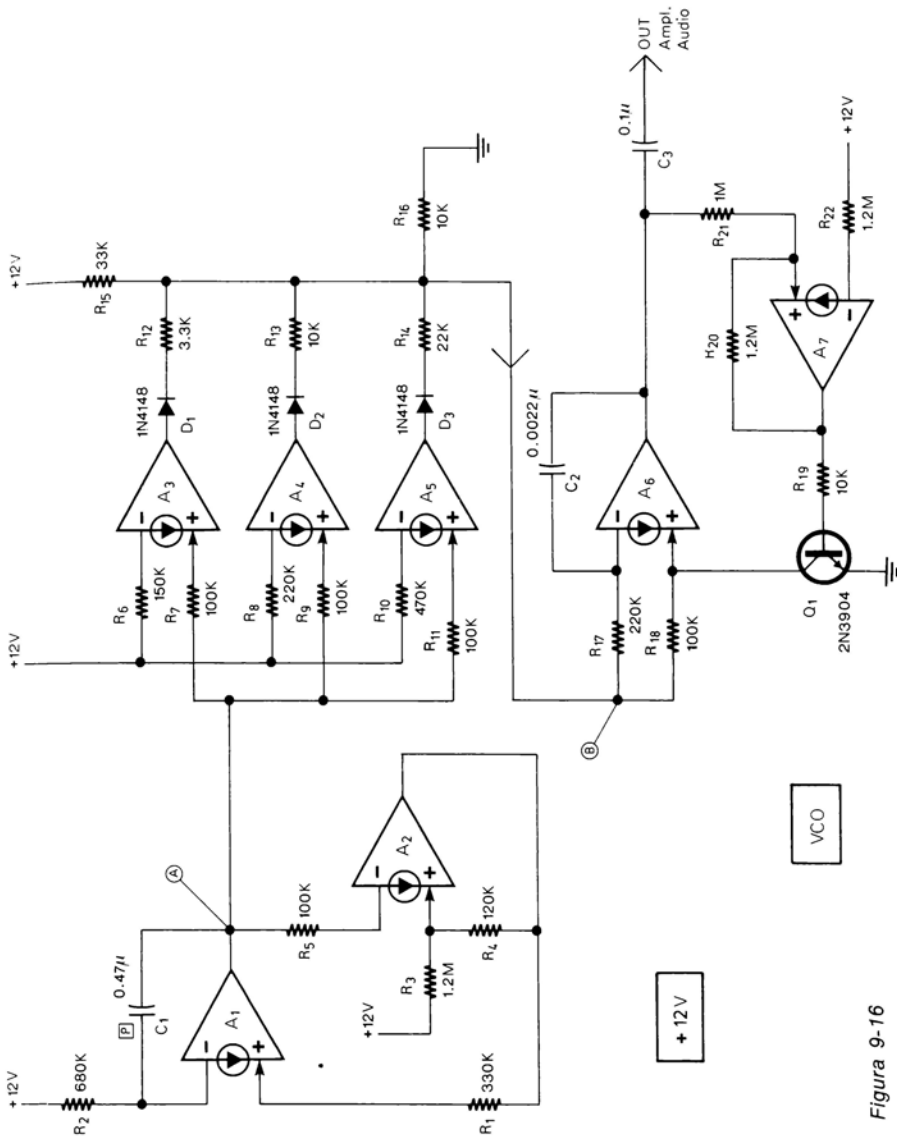 +12V
R2
680K
P
0.47µ
C1
A1
−
+
R1
330K
A
R5
100K
+12V
R3
1.2M
R4
120K
A2
−
+
+12V
R6
150K
R7
100K
R8
220K
R9
100K
R10
470K
R11
100K
A3
−
+
A4
−
+
A5
−
+
1N4148
D1
1N4148
D2
1N4148
D3
R12
3.3K
R13
10K
R14
22K
+12V
R15
33K
R16
10K
B
R17
220K
R18
100K
C2
0.0022µ
A6
−
+
0.1µ
C3
OUT
Ampl.
Audio
1M
R21
R20
1.2M
+
−
A7
R22
1.2M
+12V
R19
10K
Q1
2N3904
+12V
VCO
Figura 9-16